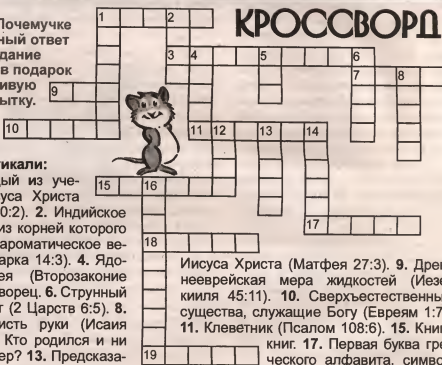 КРОССВОРД
Почемучке
ный ответ
дание
в подарок
ивую
ытку.
1
2
3
4
5
6
7
8
9
10
11
12
13
14
15
16
17
18
19
тикали:
ый из уче-
уса Христа
0:2). 2. Индийское
из корней которого
ароматическое ве-
арка 14:3). 4. Ядо-
ея (Второзаконие
ворец. 6. Струнный
т (2 Царств 6:5). 8.
исть руки (Исаия
Кто родился и ни
ер? 13. Предсказа-
Иисуса Христа (Матфея 27:3). 9. Древ
нееврейская мера жидкостей (Иезе
кииля 45:11). 10. Сверхъестественны
существа, служащие Богу (Евреям 1:7
11. Клеветник (Псалом 108:6). 15. Книг
книг. 17. Первая буква гре
ческого алфавита, симво